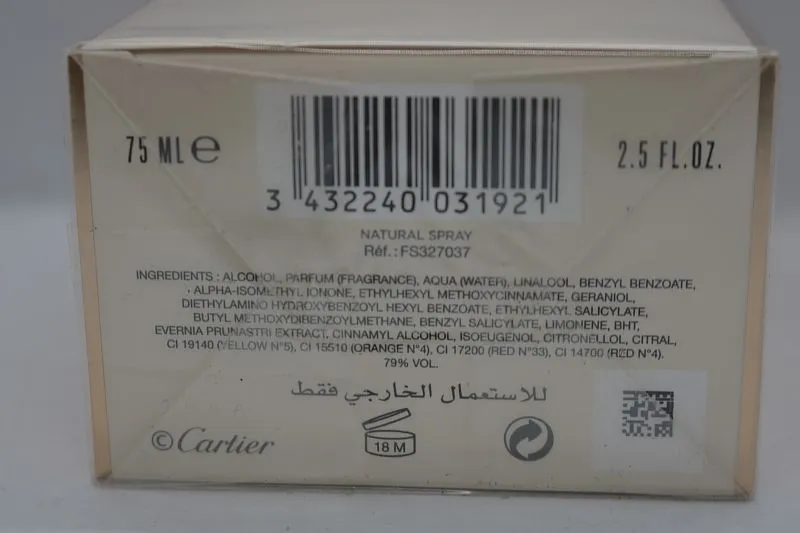 75 ML e
2.5 FL.OZ.
3 432240 031921
NATURAL SPRAY
Réf.:FS327037
INGREDIENTS : ALCOHOL, PARFUM (FRAGRANCE), AQUA (WATER), LINALOOL, BENZYL BENZOATE,
ALPHA-ISOMETHYL IONONE, ETHYLHEXYL METHOXYCINNAMATE, GERANIOL,
DIETHYLAMINO HYDROXYBENZOYL HEXYL BENZOATE, ETHYLHEXYL SALICYLATE,
BUTYL METHOXYDIBENZOYLMETHANE, BENZYL SALICYLATE, LIMONENE, BHT,
EVERNIA PRUNASTRI EXTRACT, CINNAMYL ALCOHOL, ISOEUGENOL, CITRONELLOL, CITRAL,
CI 19140 (YELLOW N°5), CI 15510 (ORANGE N°4), CI 17200 (RED N°33), CI 14700 (RED N°4).
79% VOL.
للاستعمال الخارجي فقط
© Cartier
18 M